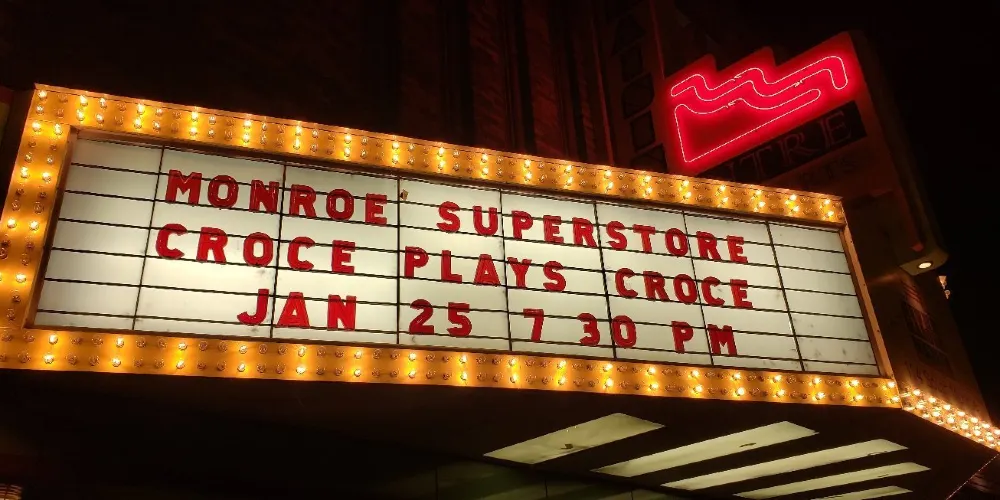 MONROE SUPERSTORE
CROCE PLAYS CROCE
JAN 25 7 30 PM